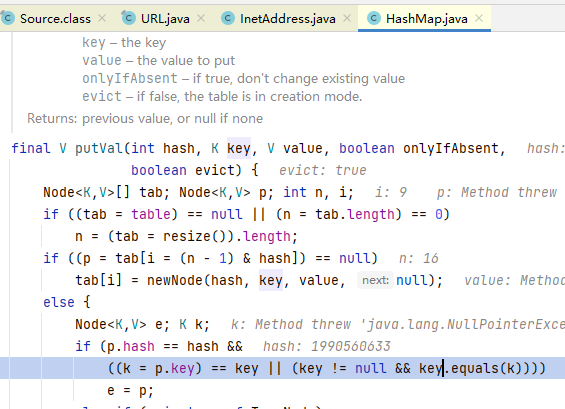 Source.class × URL.java × InetAddress.java × HashMap.java ×
key – the key
value – the value to put
onlyIfAbsent – if true, don't change existing value
evict – if false, the table is in creation mode.
Returns: previous value, or null if none
final V putVal(int hash, K key, V value, boolean onlyIfAbsent, hash:
boolean evict) { evict: true
Node<K,V>[] tab; Node<K,V> p; int n, i; i: 9 p: Method threw
if ((tab = table) == null || (n = tab.length) == 0)
n = (tab = resize()).length;
if ((p = tab[i = (n - 1) & hash]) == null) n: 16
tab[i] = newNode(hash, key, value, next: null); value: Method
else {
Node<K,V> e; K k; k: Method threw 'java.lang.NullPointerExce
if (p.hash == hash && hash: 1990560633
((k = p.key) == key || (key != null && key.equals(k))))
e = p;